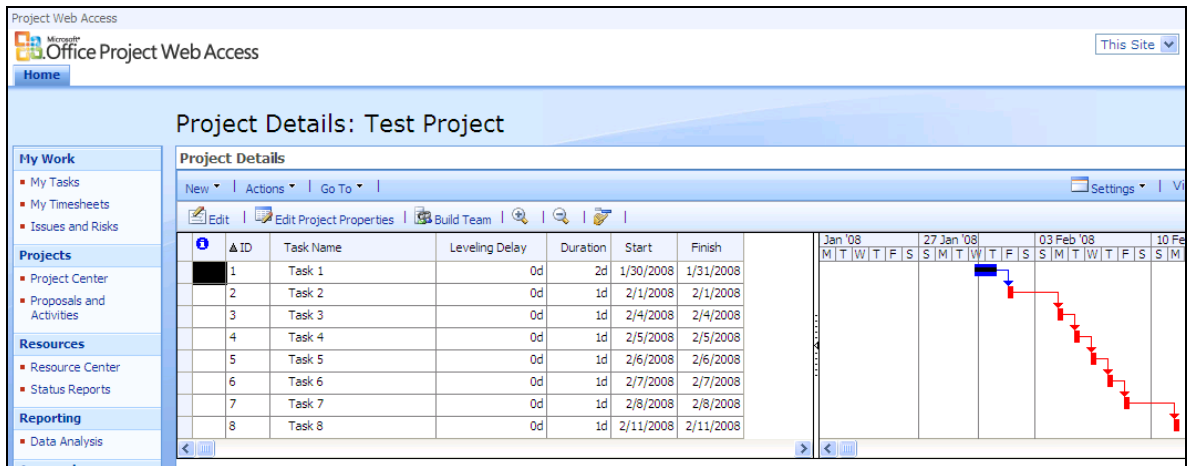 Project Web Access
Microsoft
Office Project Web Access
This Site
Home
Project Details: Test Project
My Work
My Tasks
My Timesheets
Issues and Risks
Projects
Project Center
Proposals and
Activities
Resources
Resource Center
Status Reports
Reporting
Data Analysis
Project Details
New | Actions | Go To | Settings | Vi
Edit | Edit Project Properties | Build Team | | |
ID Task Name Leveling Delay Duration Start Finish
1 Task 1 0d 2d 1/30/2008 1/31/2008
2 Task 2 0d 1d 2/1/2008 2/1/2008
3 Task 3 0d 1d 2/4/2008 2/4/2008
4 Task 4 0d 1d 2/5/2008 2/5/2008
5 Task 5 0d 1d 2/6/2008 2/6/2008
6 Task 6 0d 1d 2/7/2008 2/7/2008
7 Task 7 0d 1d 2/8/2008 2/8/2008
8 Task 8 0d 1d 2/11/2008 2/11/2008
Jan '08 27 Jan '08 03 Feb '08 10 Fe
M T W T F S S M T W T F S S M T W T F S S M